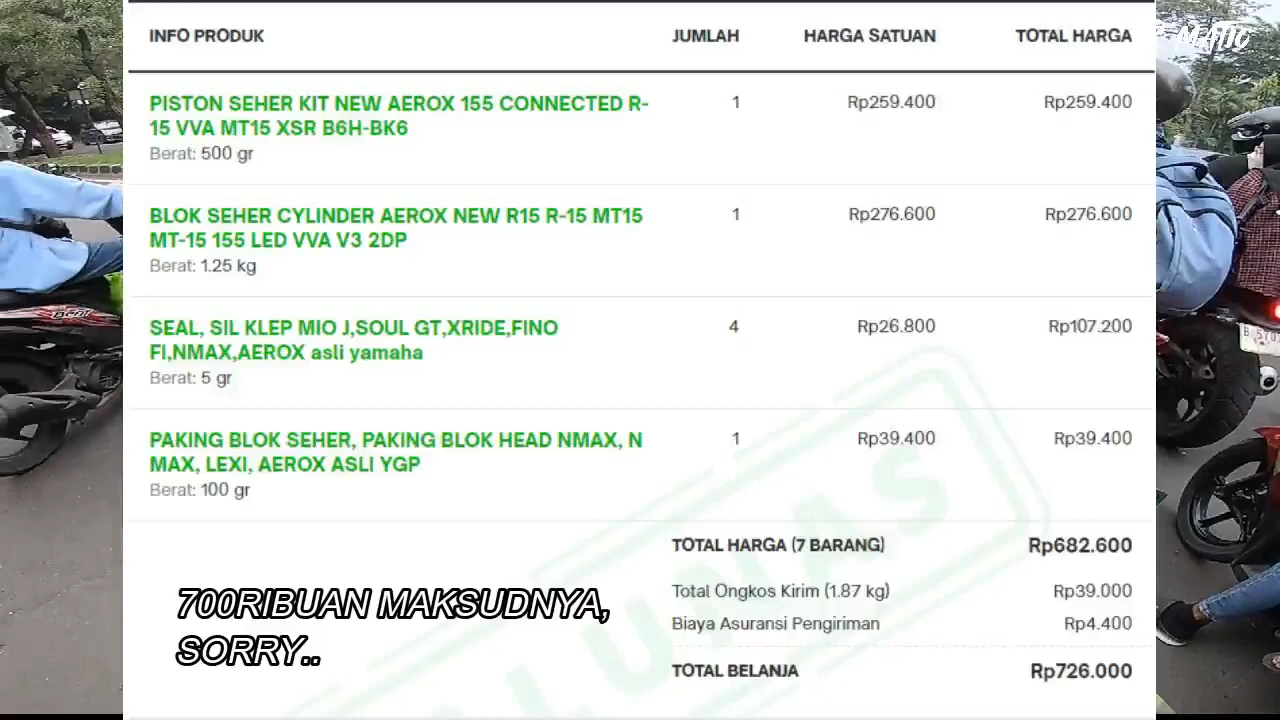 INFO PRODUK JUMLAH HARGA SATUAN TOTAL HARGA
PISTON SEHER KIT NEW AEROX 155 CONNECTED R- 1 Rp259.400 Rp259.400
15 VVA MT15 XSR B6H-BK6
Berat: 500 gr
BLOK SEHER CYLINDER AEROX NEW R15 R-15 MT15 1 Rp276.600 Rp276.600
MT-15 155 LED VVA V3 2DP
Berat: 1.25 kg
SEAL, SIL KLEP MIO J,SOUL GT,XRIDE,FINO 4 Rp26.800 Rp107.200
FI,NMAX,AEROX asli yamaha
Berat: 5 gr
PAKING BLOK SEHER, PAKING BLOK HEAD NMAX, N 1 Rp39.400 Rp39.400
MAX, LEXI, AEROX ASLI YGP
Berat: 100 gr
TOTAL HARGA (7 BARANG) Rp682.600
Total Ongkos Kirim (1.87 kg) Rp39.000
Biaya Asuransi Pengiriman Rp4.400
TOTAL BELANJA Rp726.000
700RIBUAN MAKSUDNYA,
SORRY..
LUNAS
MATIC
BeAT